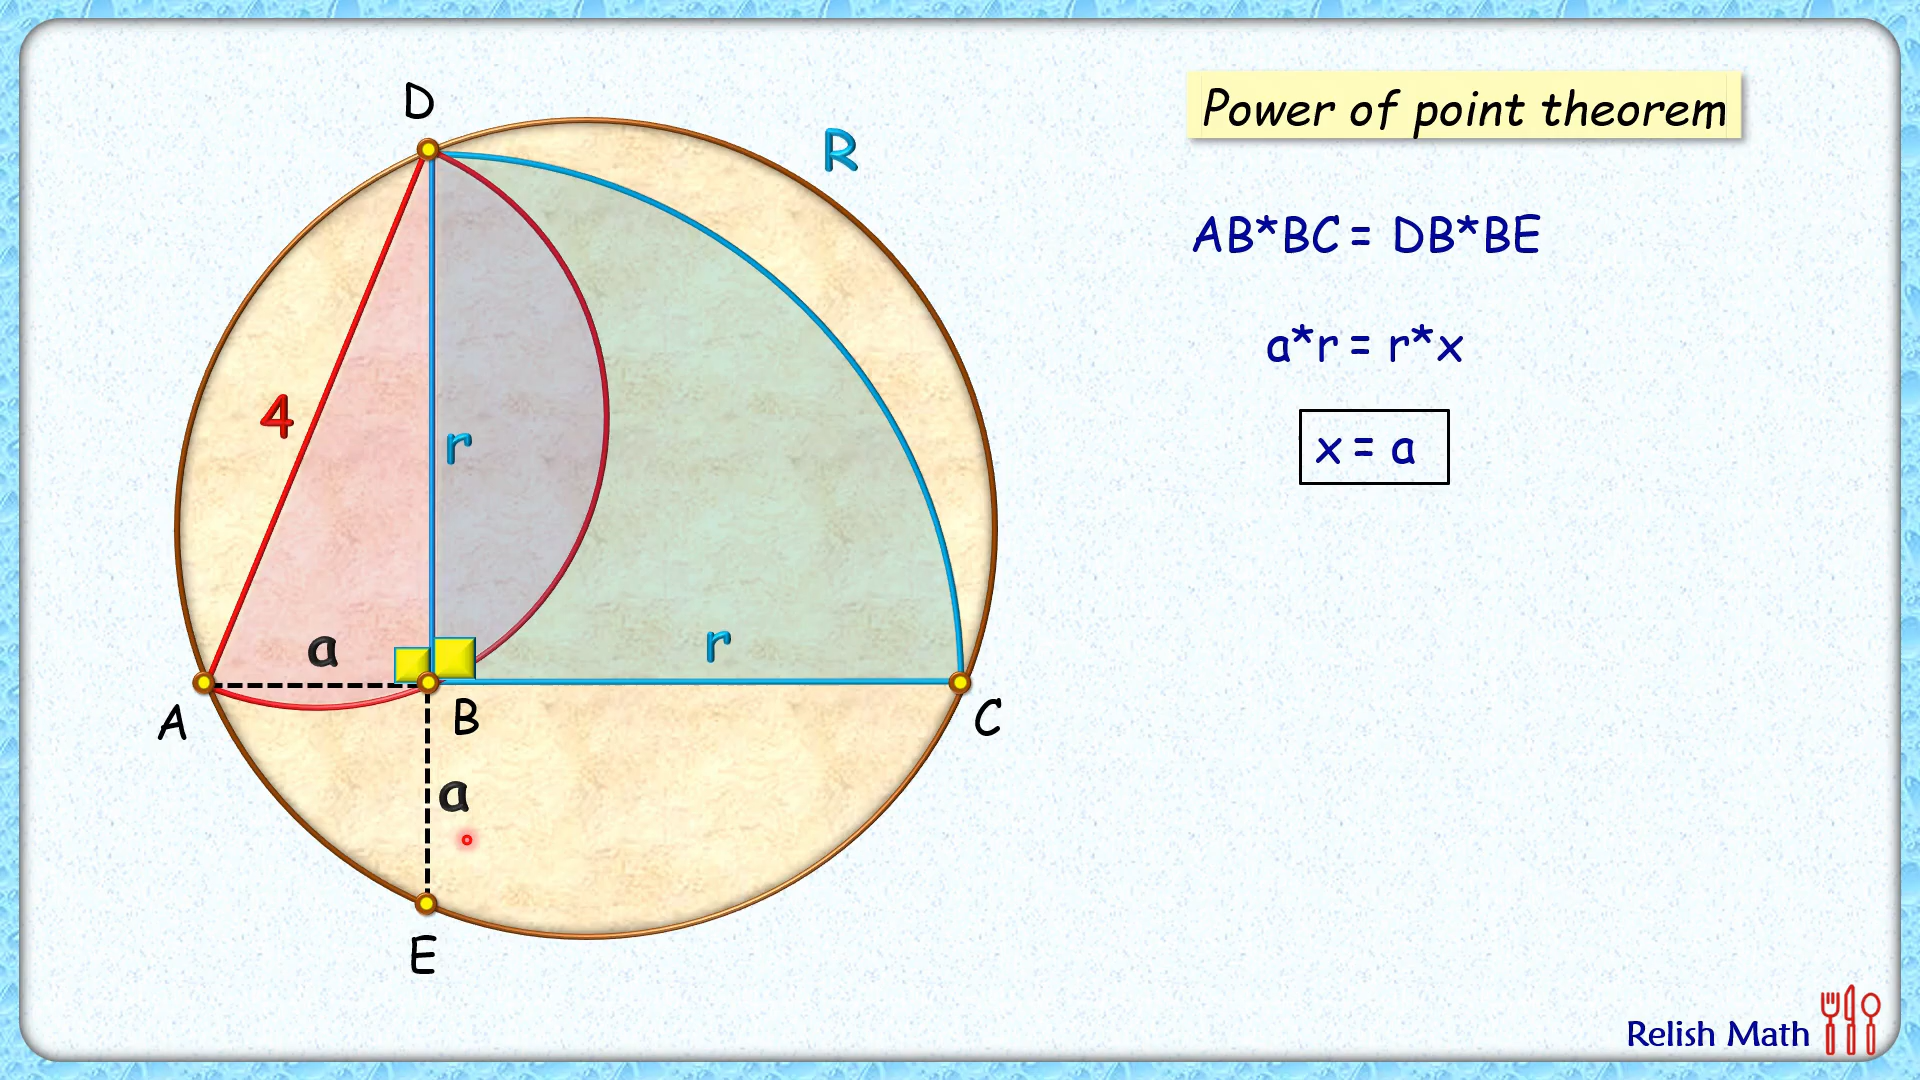 D
R
Power of point theorem
AB*BC = DB*BE
a*r = r*x
4
r
x = a
a
r
A
B
C
a
E
Relish Math